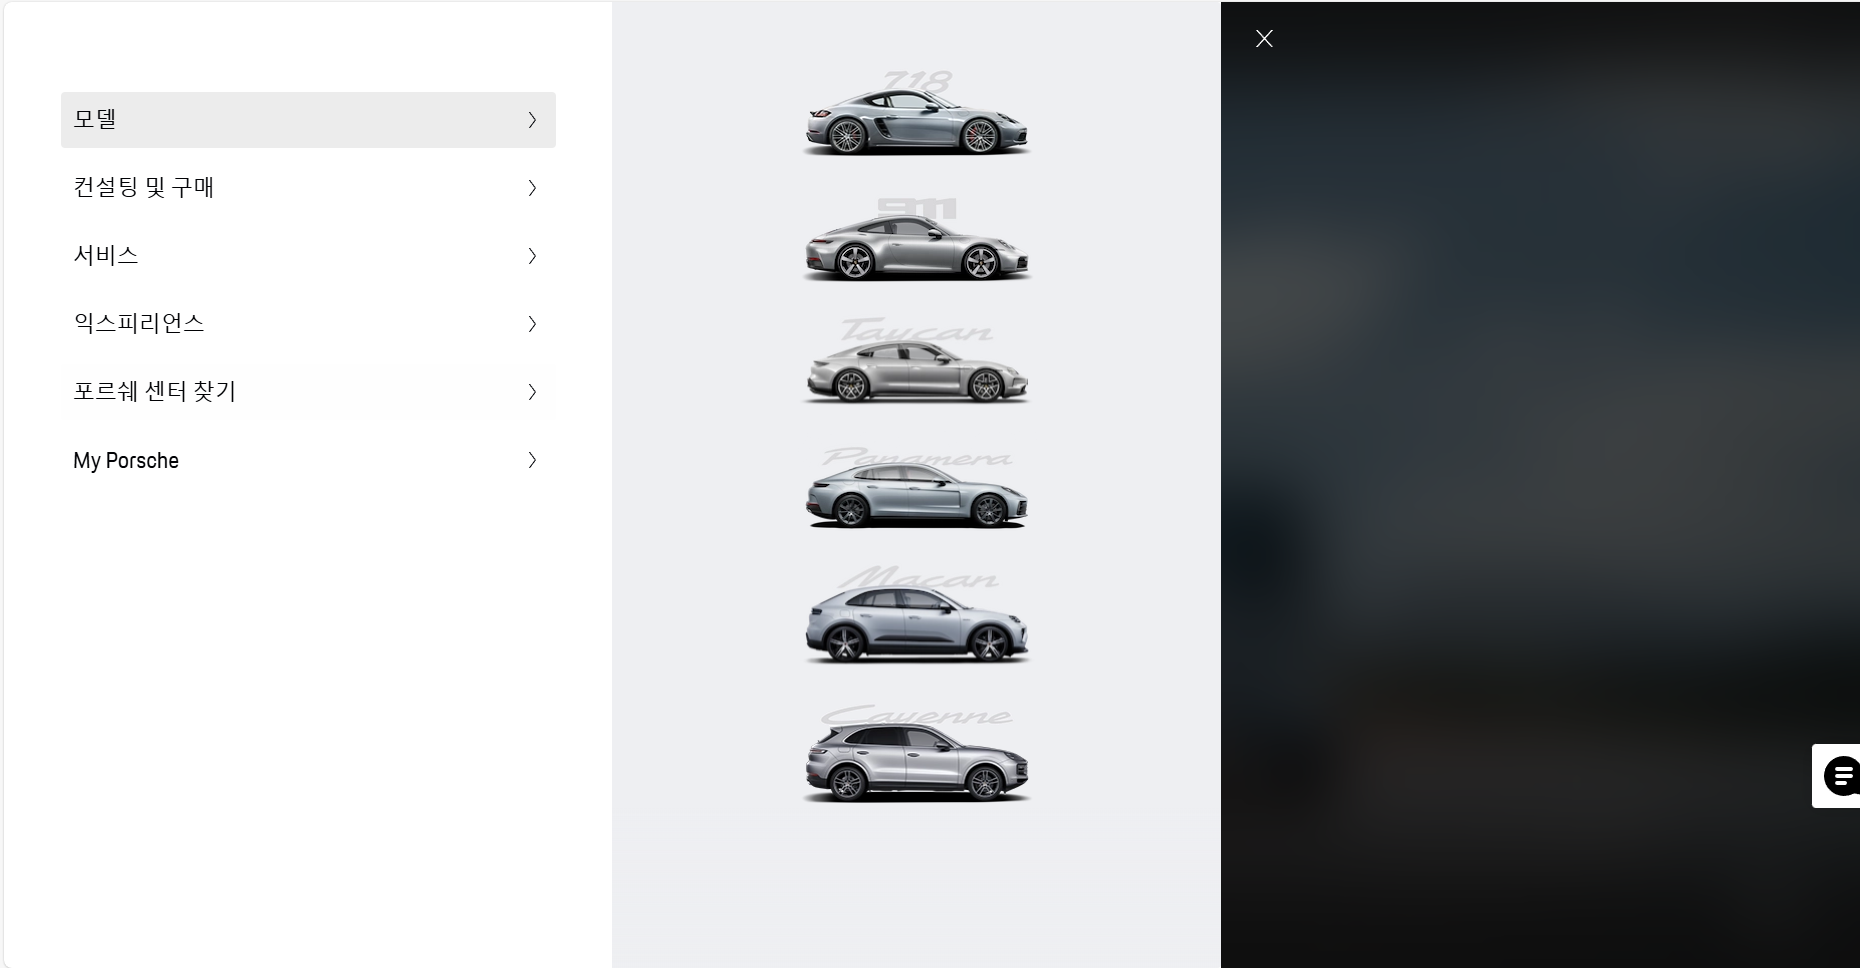 모델
컨설팅 및 구매
서비스
익스피리언스
포르쉐 센터 찾기
My Porsche
718
911
Taycan
Panamera
Macan
Cayenne